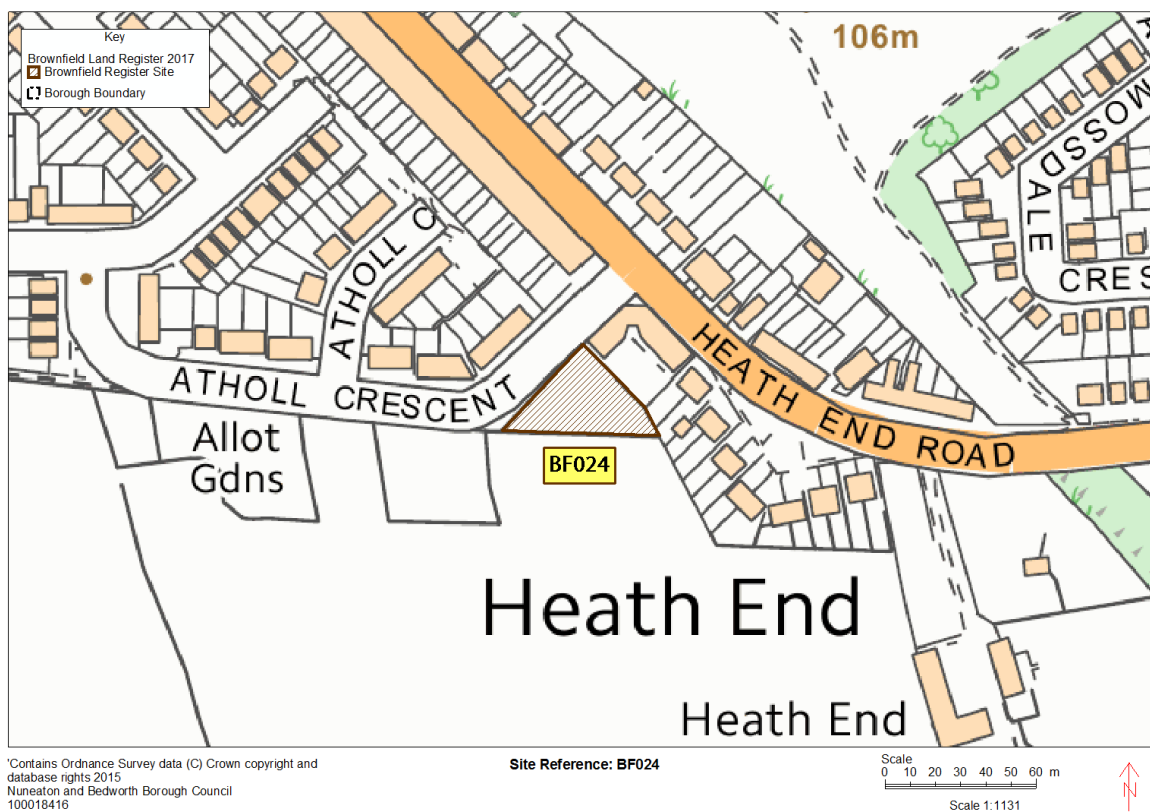 Key
Brownfield Land Register 2017
Brownfield Register Site
Borough Boundary
106m
MOSSDALE
CRES
ATHOLL C
HEATH END ROAD
ATHOLL CRESCENT
Allot
Gdns
BF024
Heath End
Heath End
'Contains Ordnance Survey data (C) Crown copyright and
database rights 2015
Nuneaton and Bedworth Borough Council
100018416
Site Reference: BF024
Scale
0 10 20 30 40 50 60 m
Scale 1:1131
N